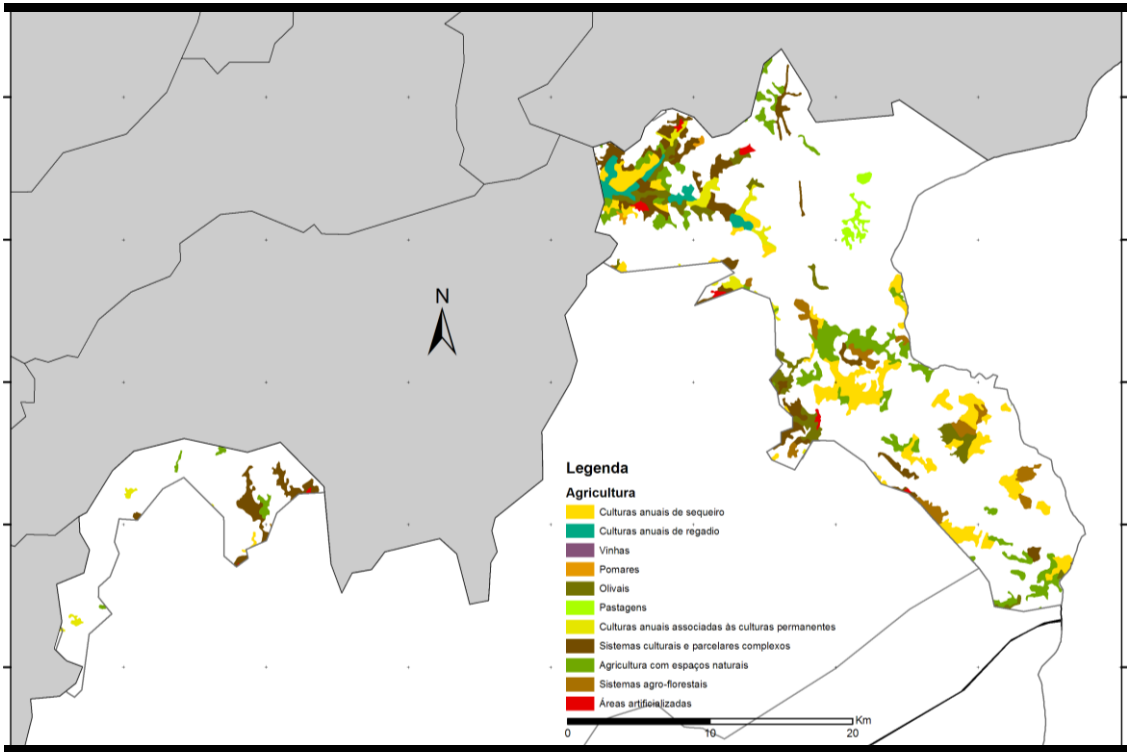 N
Legenda
Agricultura
Culturas anuais de sequeiro
Culturas anuais de regadio
Vinhas
Pomares
Olivais
Pastagens
Culturas anuais associadas às culturas permanentes
Sistemas culturais e parcelares complexos
Agricultura com espaços naturais
Sistemas agro-florestais
Áreas artificializadas
Km
0 10 20